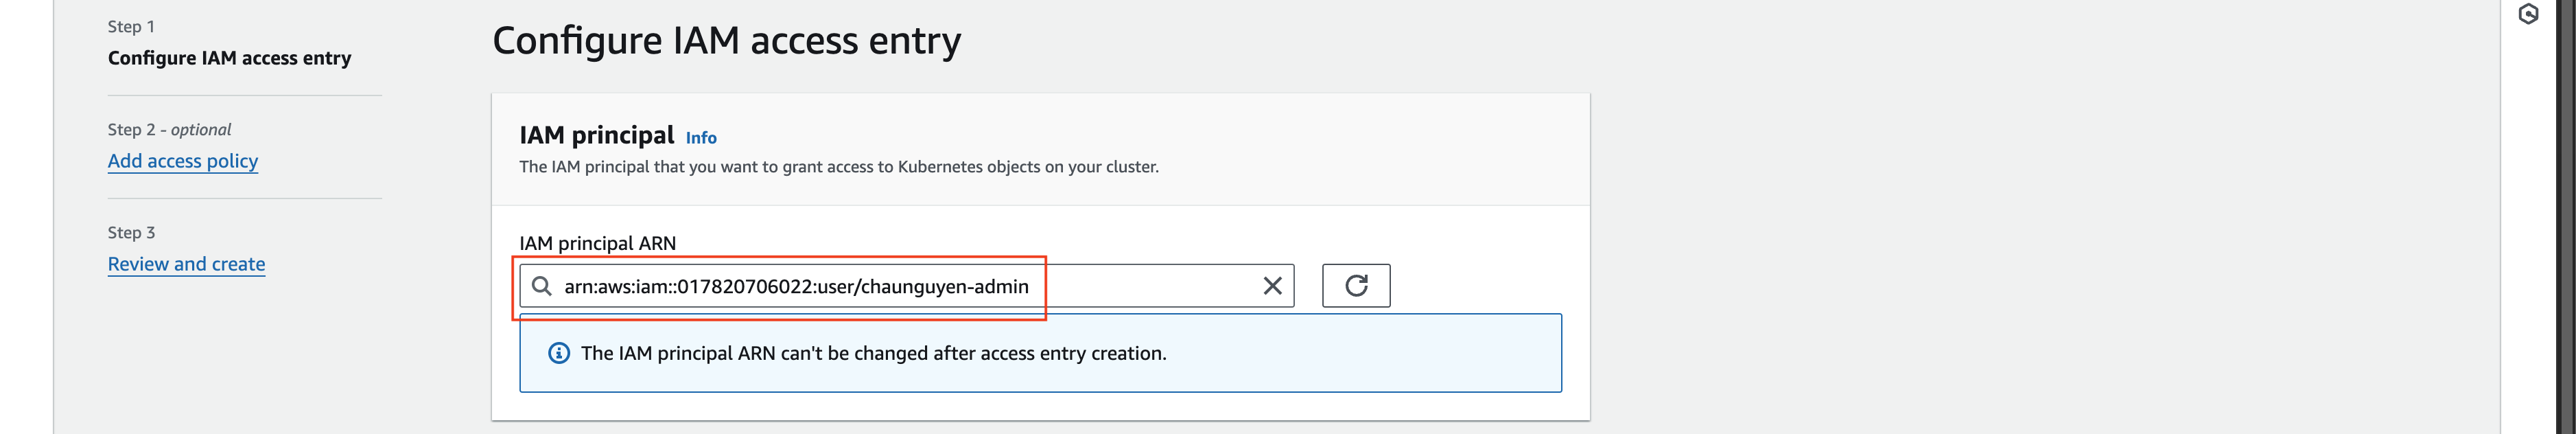 Step 1
Configure IAM access entry
Step 2 - optional
Add access policy
Step 3
Review and create
Configure IAM access entry
IAM principal Info
The IAM principal that you want to grant access to Kubernetes objects on your cluster.
IAM principal ARN
arn:aws:iam::017820706022:user/chaunguyen-admin
The IAM principal ARN can't be changed after access entry creation.